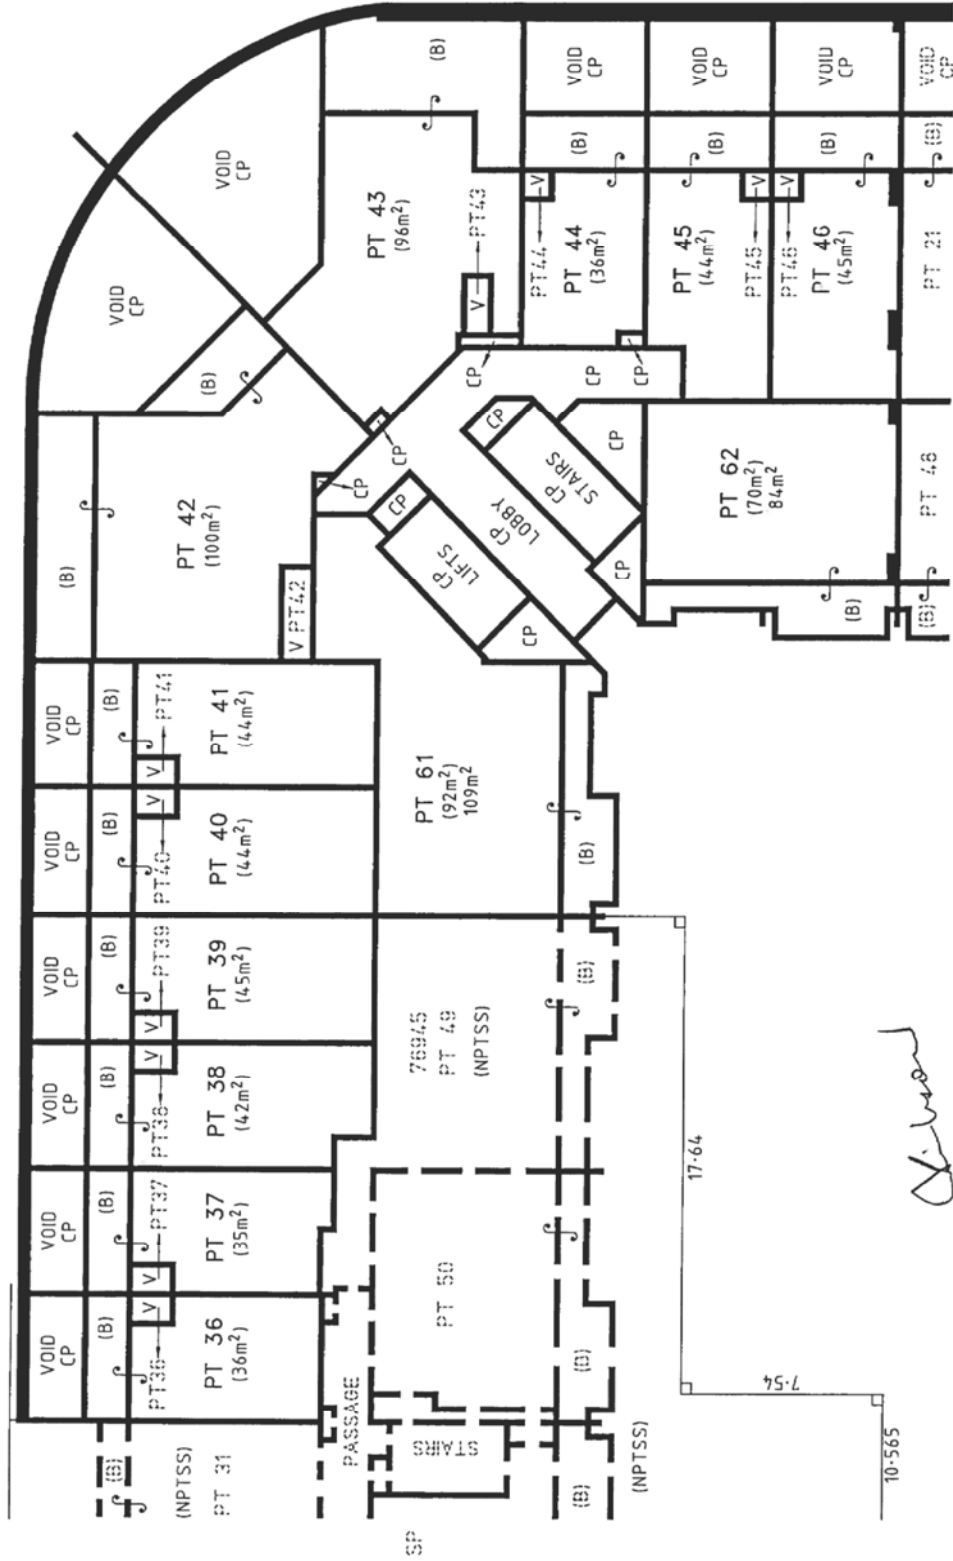 VOID
CP
VOID
CP
VOID
CP
VOID
CP
VOID
CP
VOID
CP
(B)
VOID
CP
VOID
CP
(B)
(B)
(B)
(B)
(B)
(B)
(B)
(B)
V
V
V
V
V
V
PT36
PT37
PT38
PT39
PT40
PT41
(NPTSS)
PT 31
PT 36
(36m²)
PT 37
(35m²)
PT 38
(42m²)
PT 39
(45m²)
PT 40
(44m²)
PT 41
(44m²)
PT 42
(100m²)
V PT42
V
CP
CP
PT 43
(96m²)
(B)
V
PT43
CP
PASSAGE
STAIRS
SP
PT 50
76945
PT 49
(NPTSS)
PT 61
(92m²)
109m²
CP
CP
LIFTS
CP
CP
LOBBY
CP
STAIRS
CP
CP
CP
CP
CP
VOID
CP
(B)
V
PT44
PT 44
(36m²)
VOID
CP
(B)
V
PT45
PT 45
(44m²)
VOID
CP
(B)
V
PT46
PT 46
(45m²)
VOID
CP
(B)
PT 21
PT 62
(70m²)
84m²
PT 48
(B)
(B)
(B)
(B)
(B)
(B)
(NPTSS)
17·64
7·54
10·565